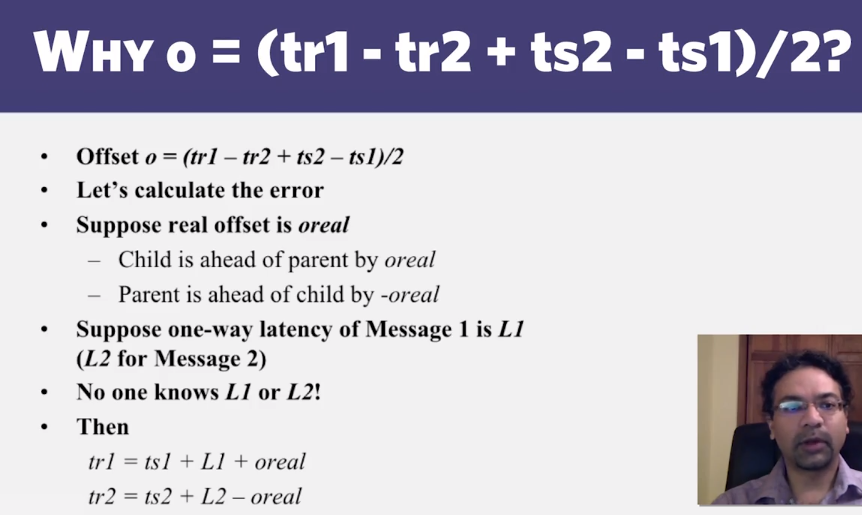 WHY o = (tr1 - tr2 + ts2 - ts1)/2?
• Offset o = (tr1 – tr2 + ts2 – ts1)/2
• Let's calculate the error
• Suppose real offset is oreal
– Child is ahead of parent by oreal
– Parent is ahead of child by -oreal
• Suppose one-way latency of Message 1 is L1
(L2 for Message 2)
• No one knows L1 or L2!
• Then
tr1 = ts1 + L1 + oreal
tr2 = ts2 + L2 – oreal